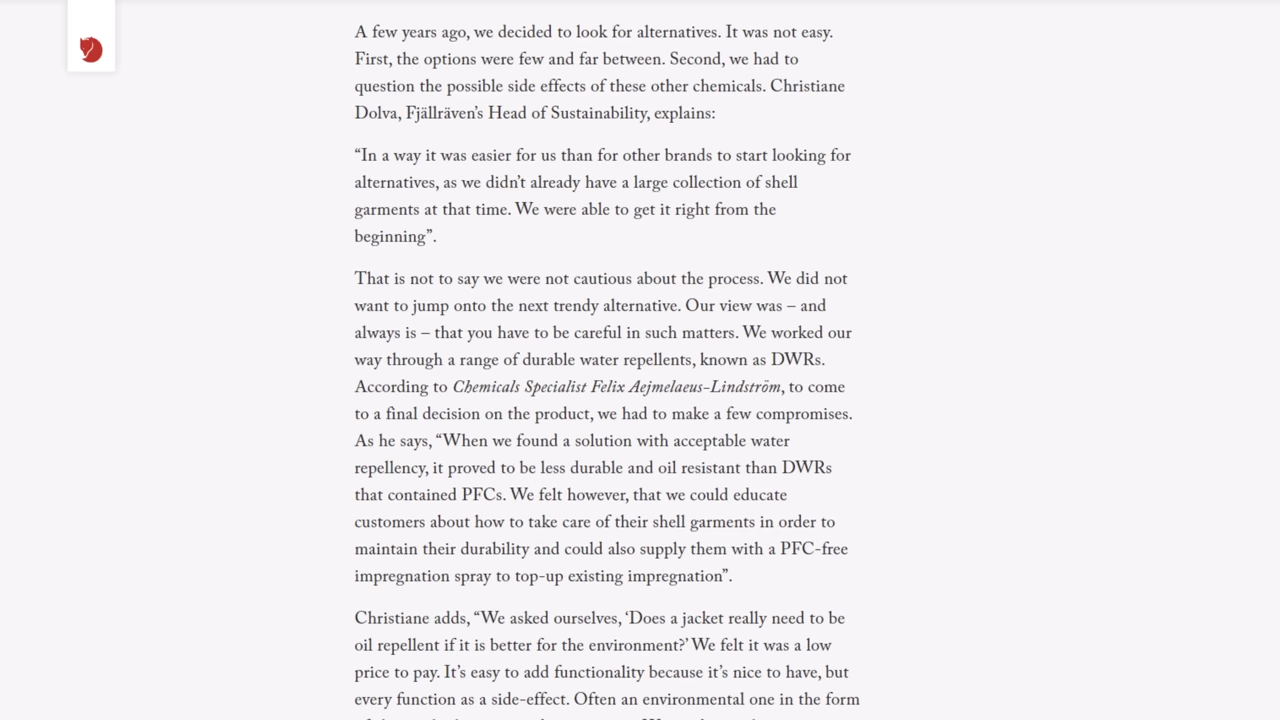 A few years ago, we decided to look for alternatives. It was not easy.
First, the options were few and far between. Second, we had to
question the possible side effects of these other chemicals. Christiane
Dolva, Fjällräven’s Head of Sustainability, explains:
“In a way it was easier for us than for other brands to start looking for
alternatives, as we didn’t already have a large collection of shell
garments at that time. We were able to get it right from the
beginning”.
That is not to say we were not cautious about the process. We did not
want to jump onto the next trendy alternative. Our view was – and
always is – that you have to be careful in such matters. We worked our
way through a range of durable water repellents, known as DWRs.
According to Chemicals Specialist Felix Aejmelaeus-Lindström, to come
to a final decision on the product, we had to make a few compromises.
As he says, “When we found a solution with acceptable water
repellency, it proved to be less durable and oil resistant than DWRs
that contained PFCs. We felt however, that we could educate
customers about how to take care of their shell garments in order to
maintain their durability and could also supply them with a PFC-free
impregnation spray to top-up existing impregnation”.
Christiane adds, “We asked ourselves, ‘Does a jacket really need to be
oil repellent if it is better for the environment?’ We felt it was a low
price to pay. It’s easy to add functionality because it’s nice to have, but
every function as a side-effect. Often an environmental one in the form